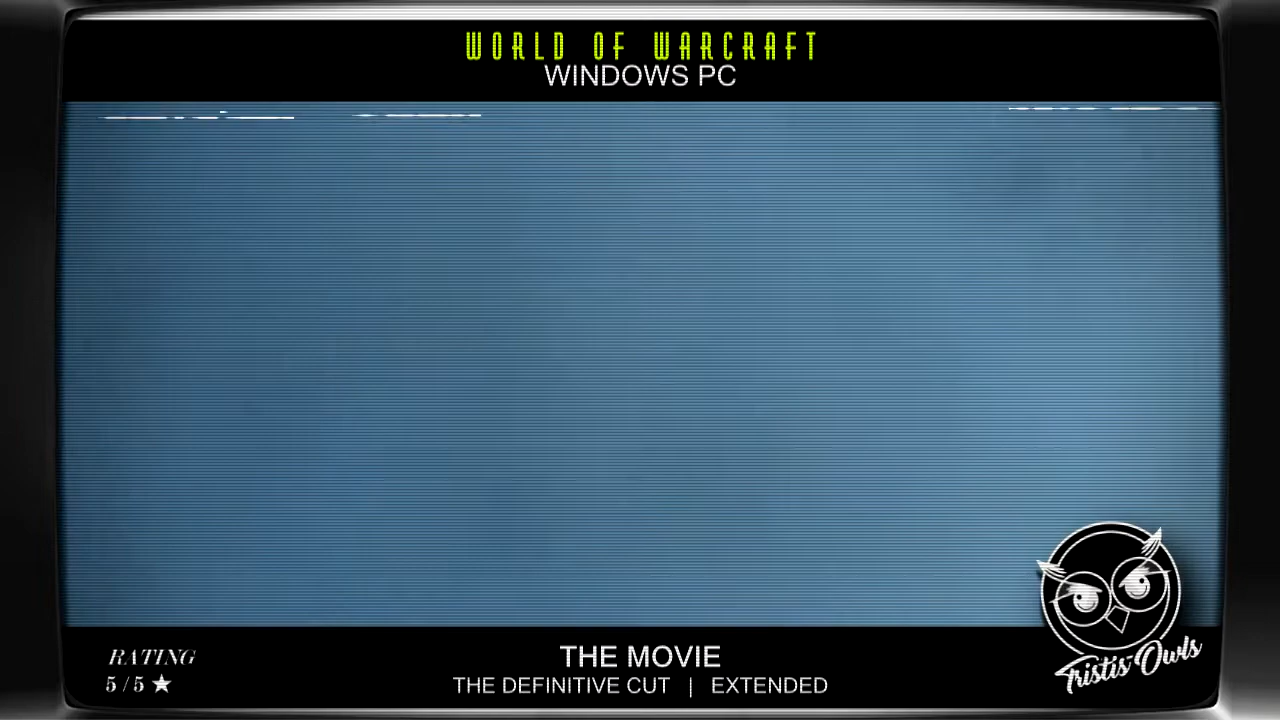 WORLD OF WARCRAFT
WINDOWS PC
RATING
5 / 5 ★
THE MOVIE
THE DEFINITIVE CUT | EXTENDED
Tristis Owls